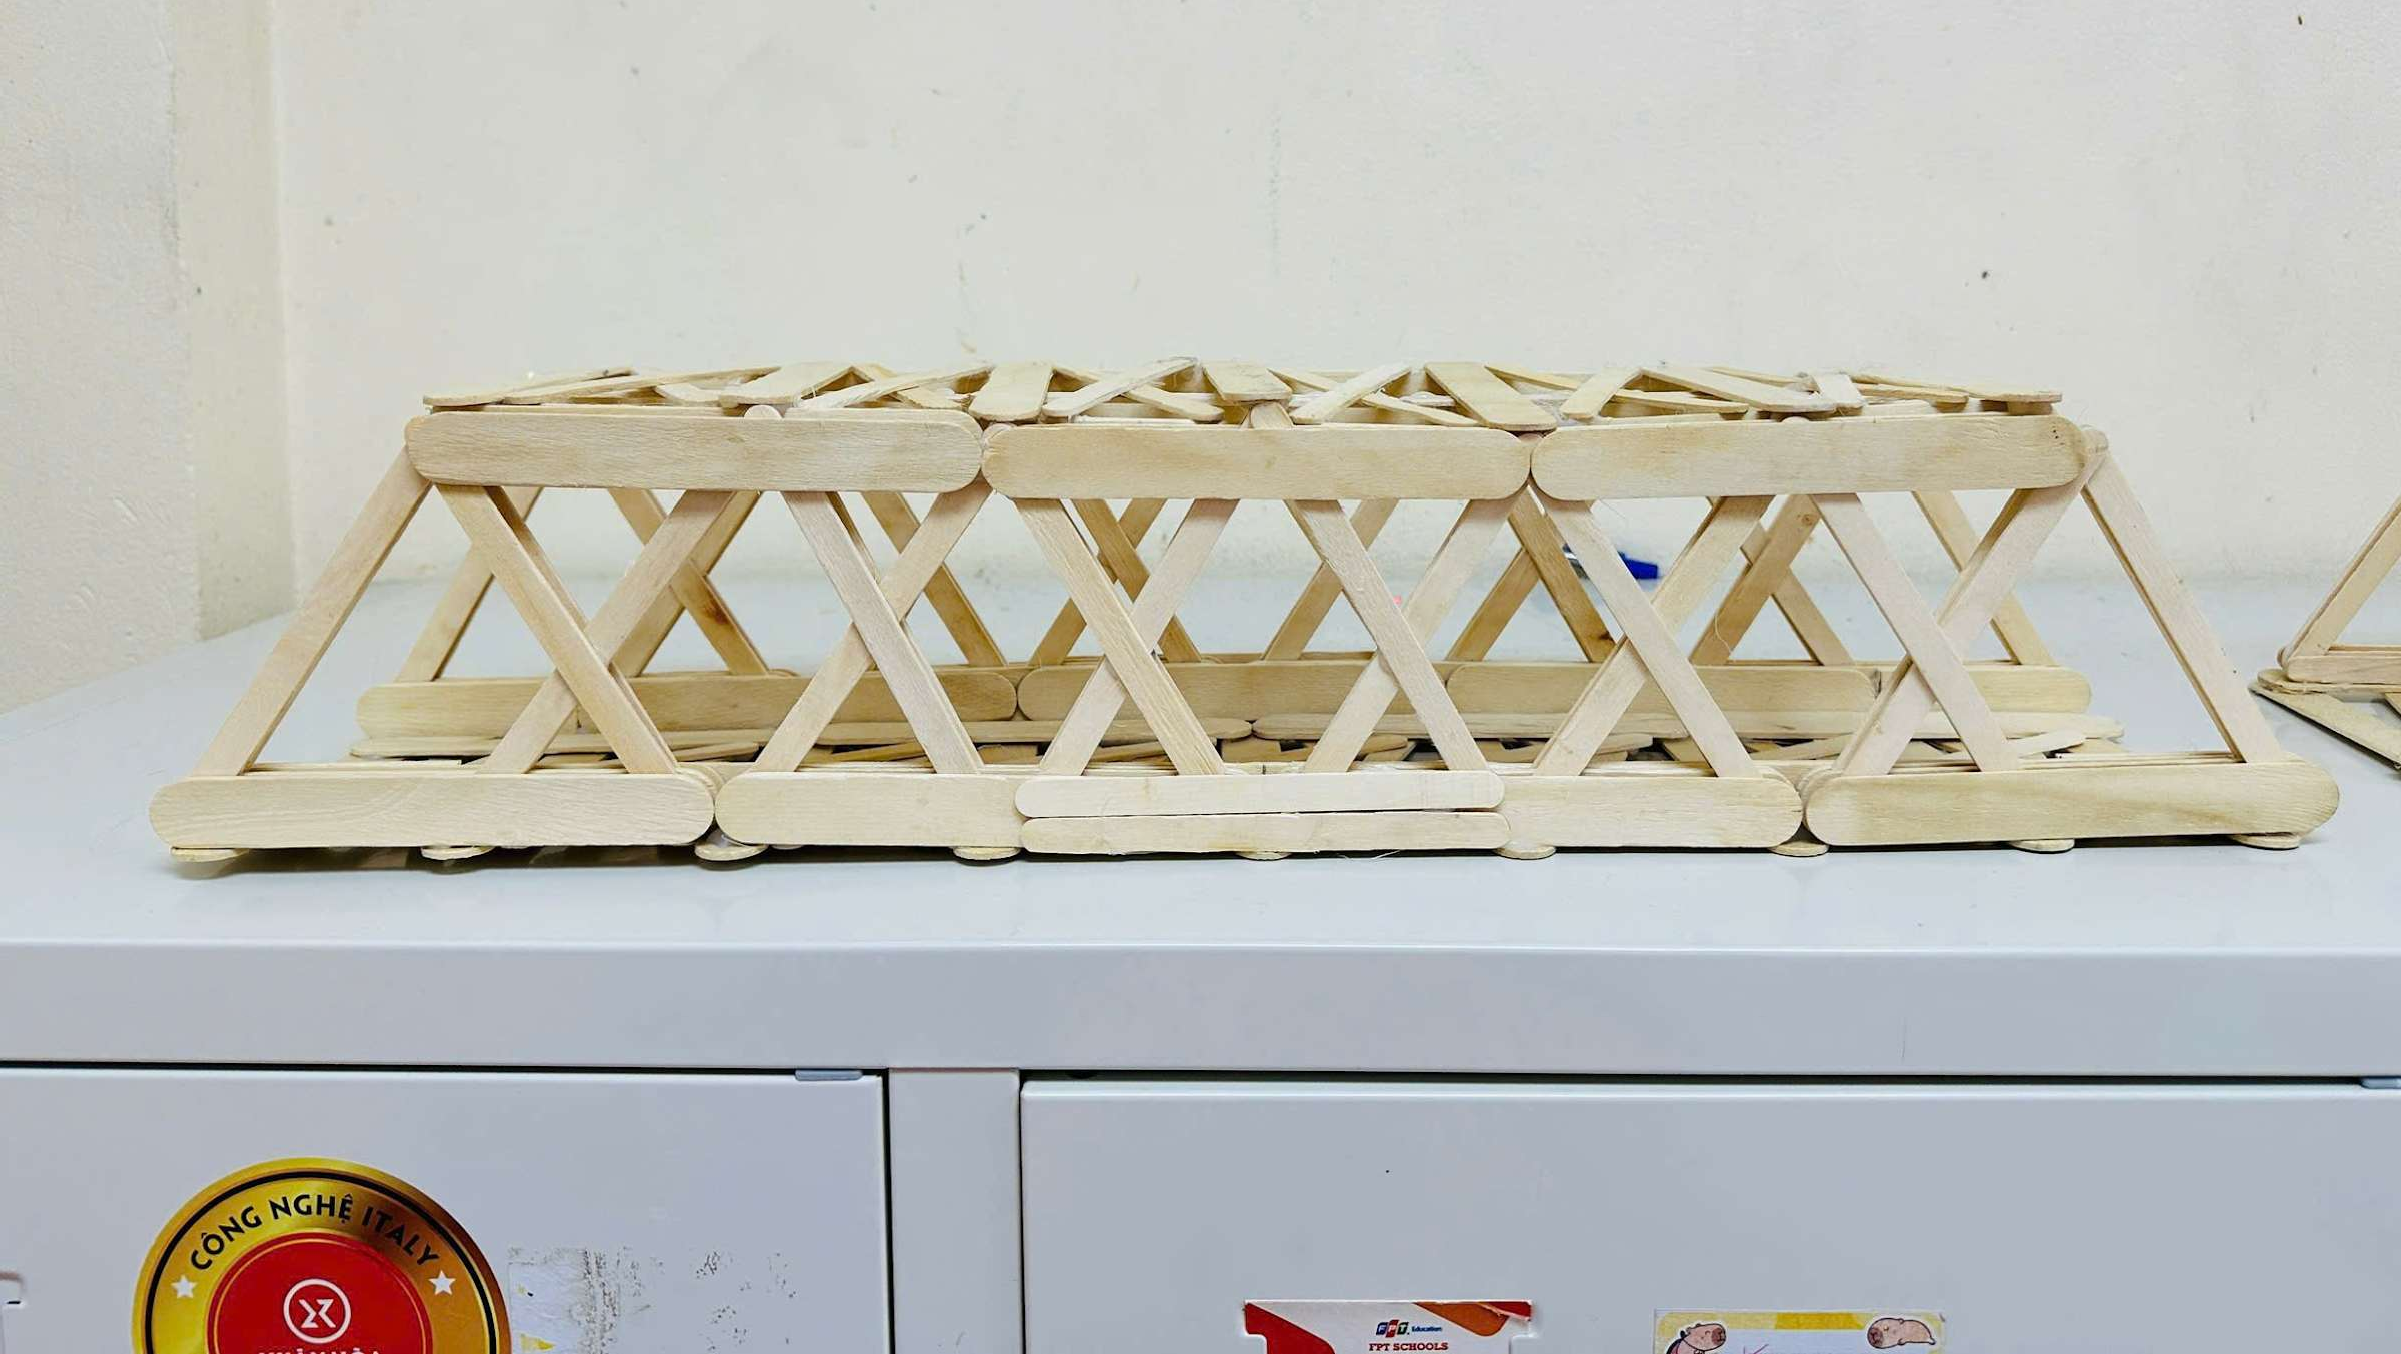 CÔNG NGHỆ ITALY
FPT Education
FPT SCHOOLS